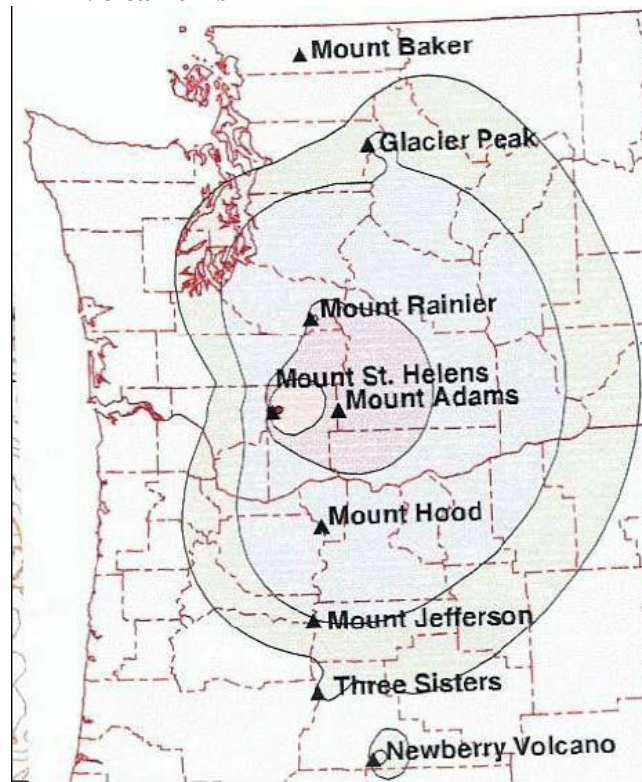 Mount Baker
Glacier Peak
Mount Rainier
Mount St. Helens
Mount Adams
Mount Hood
Mount Jefferson
Three Sisters
Newberry Volcano